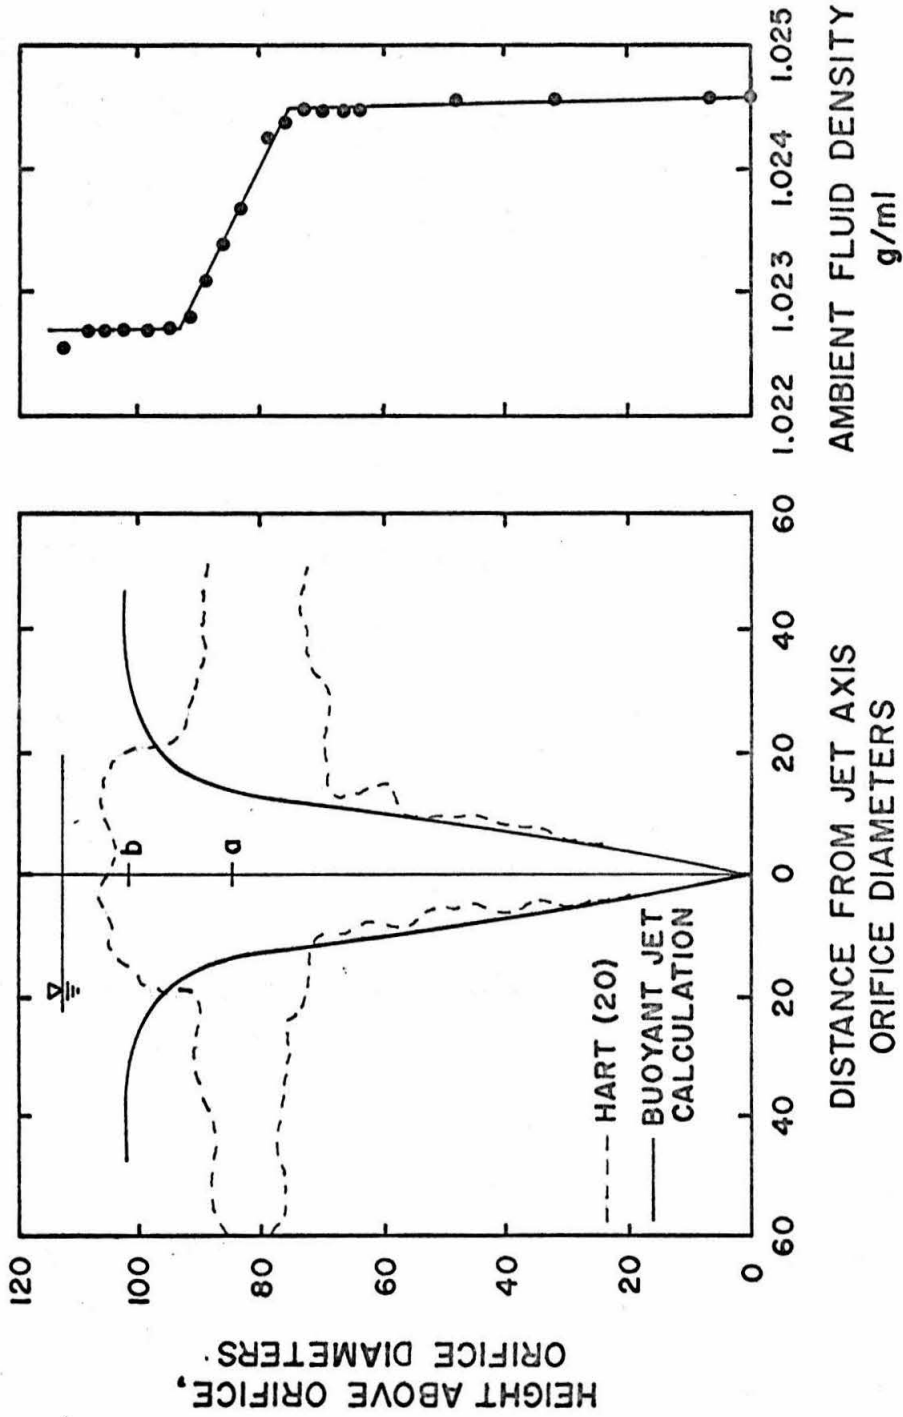 HEIGHT ABOVE ORIFICE,
ORIFICE DIAMETERS
120
100
80
60
40
20
0
b
a
HART (20)
BUOYANT JET
CALCULATION
60 40 20 0 20 40 60
DISTANCE FROM JET AXIS
ORIFICE DIAMETERS
1.022 1.023 1.024 1.025
AMBIENT FLUID DENSITY
g/ml